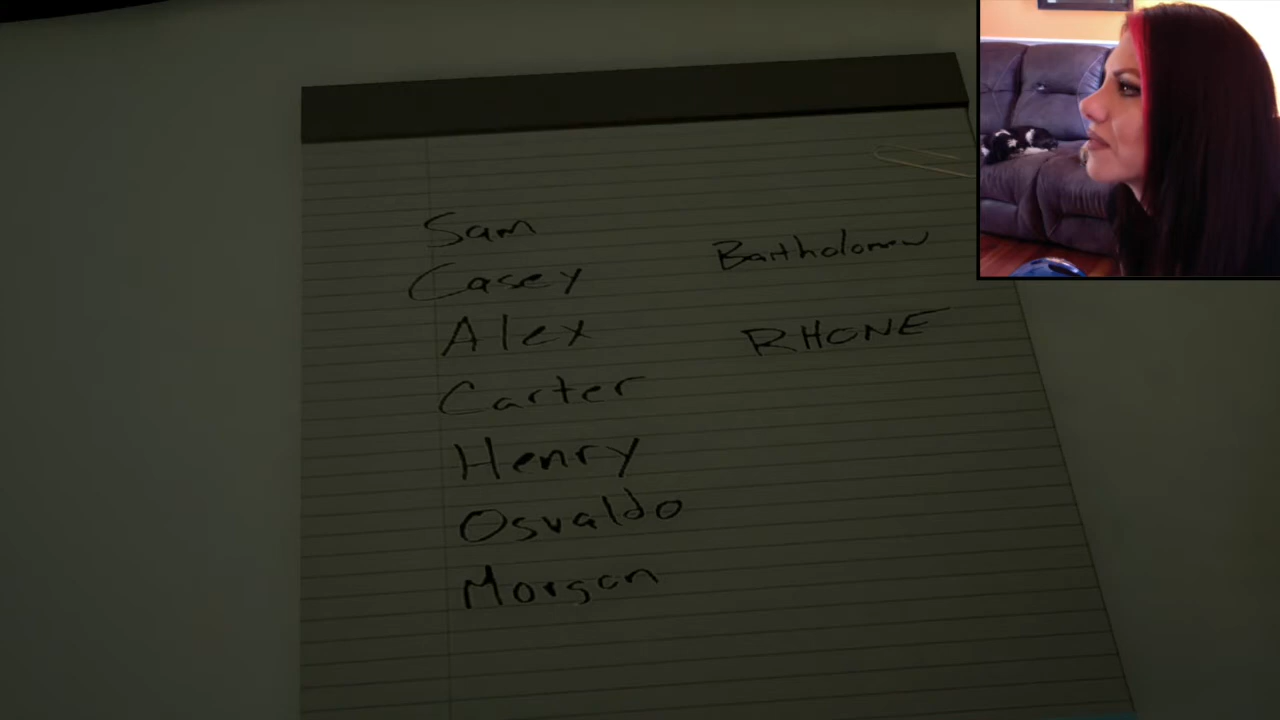 Sam
Casey
Alex
Carter
Henry
Osvaldo
Morgan
Bartholomew
RHONE